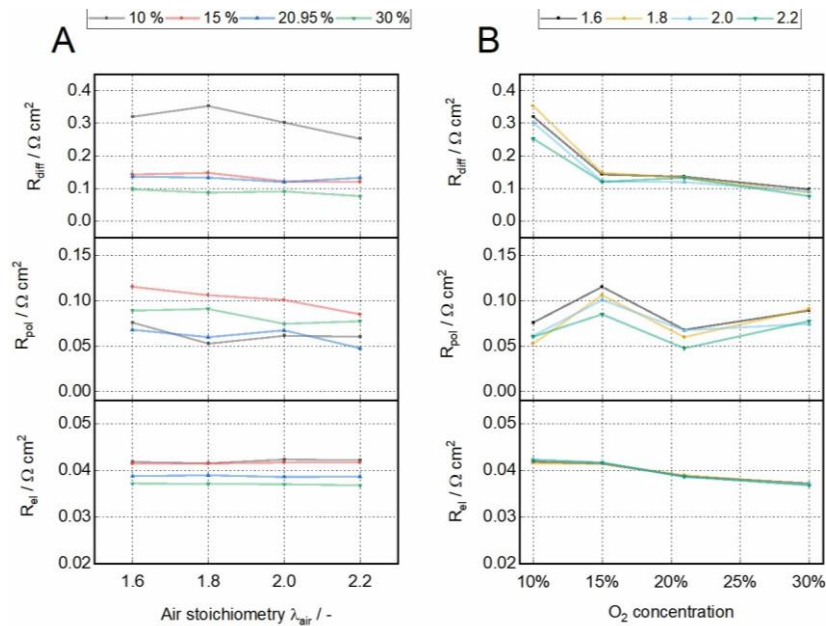 A
10 % 15 % 20.95 % 30 %
R_diff / Ω cm²
0.4
0.3
0.2
0.1
0.0
R_pol / Ω cm²
0.15
0.10
0.05
0.00
R_el / Ω cm²
0.05
0.04
0.03
0.02
1.6 1.8 2.0 2.2
Air stoichiometry λ_air / -
B
1.6 1.8 2.0 2.2
R_diff / Ω cm²
0.4
0.3
0.2
0.1
0.0
R_pol / Ω cm²
0.15
0.10
0.05
0.00
R_el / Ω cm²
0.05
0.04
0.03
0.02
10% 15% 20% 25% 30%
O₂ concentration